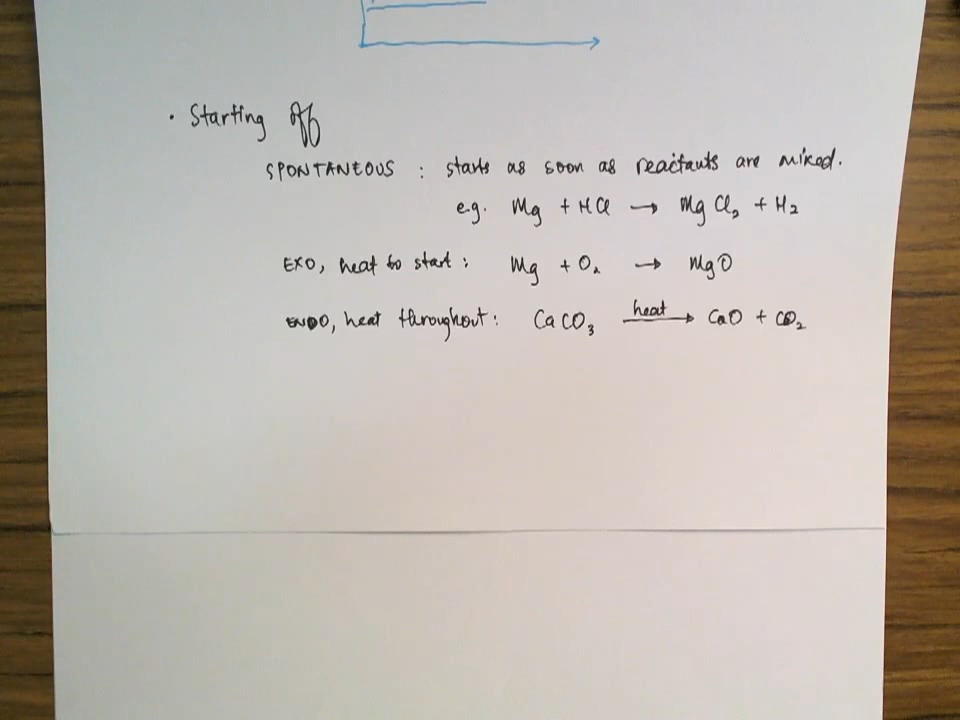 • Starting off
SPONTANEOUS : starts as soon as reactants are mixed.
e.g. Mg + HCl → MgCl₂ + H₂
EXO, heat to start : Mg + O₂ → MgO
ENDO, heat throughout : CaCO₃ heat→ CaO + CO₂